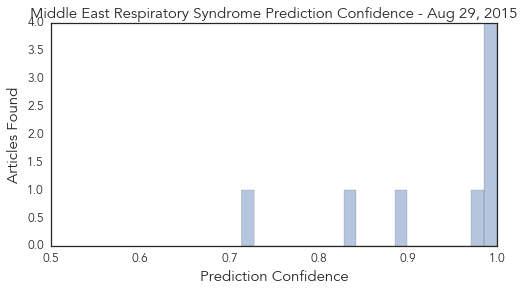 Middle East Respiratory Syndrome Prediction Confidence - Aug 29, 2015
4.0
3.5
3.0
2.5
2.0
1.5
1.0
0.5
0.0
Articles Found
0.5 0.6 0.7 0.8 0.9 1.0
Prediction Confidence